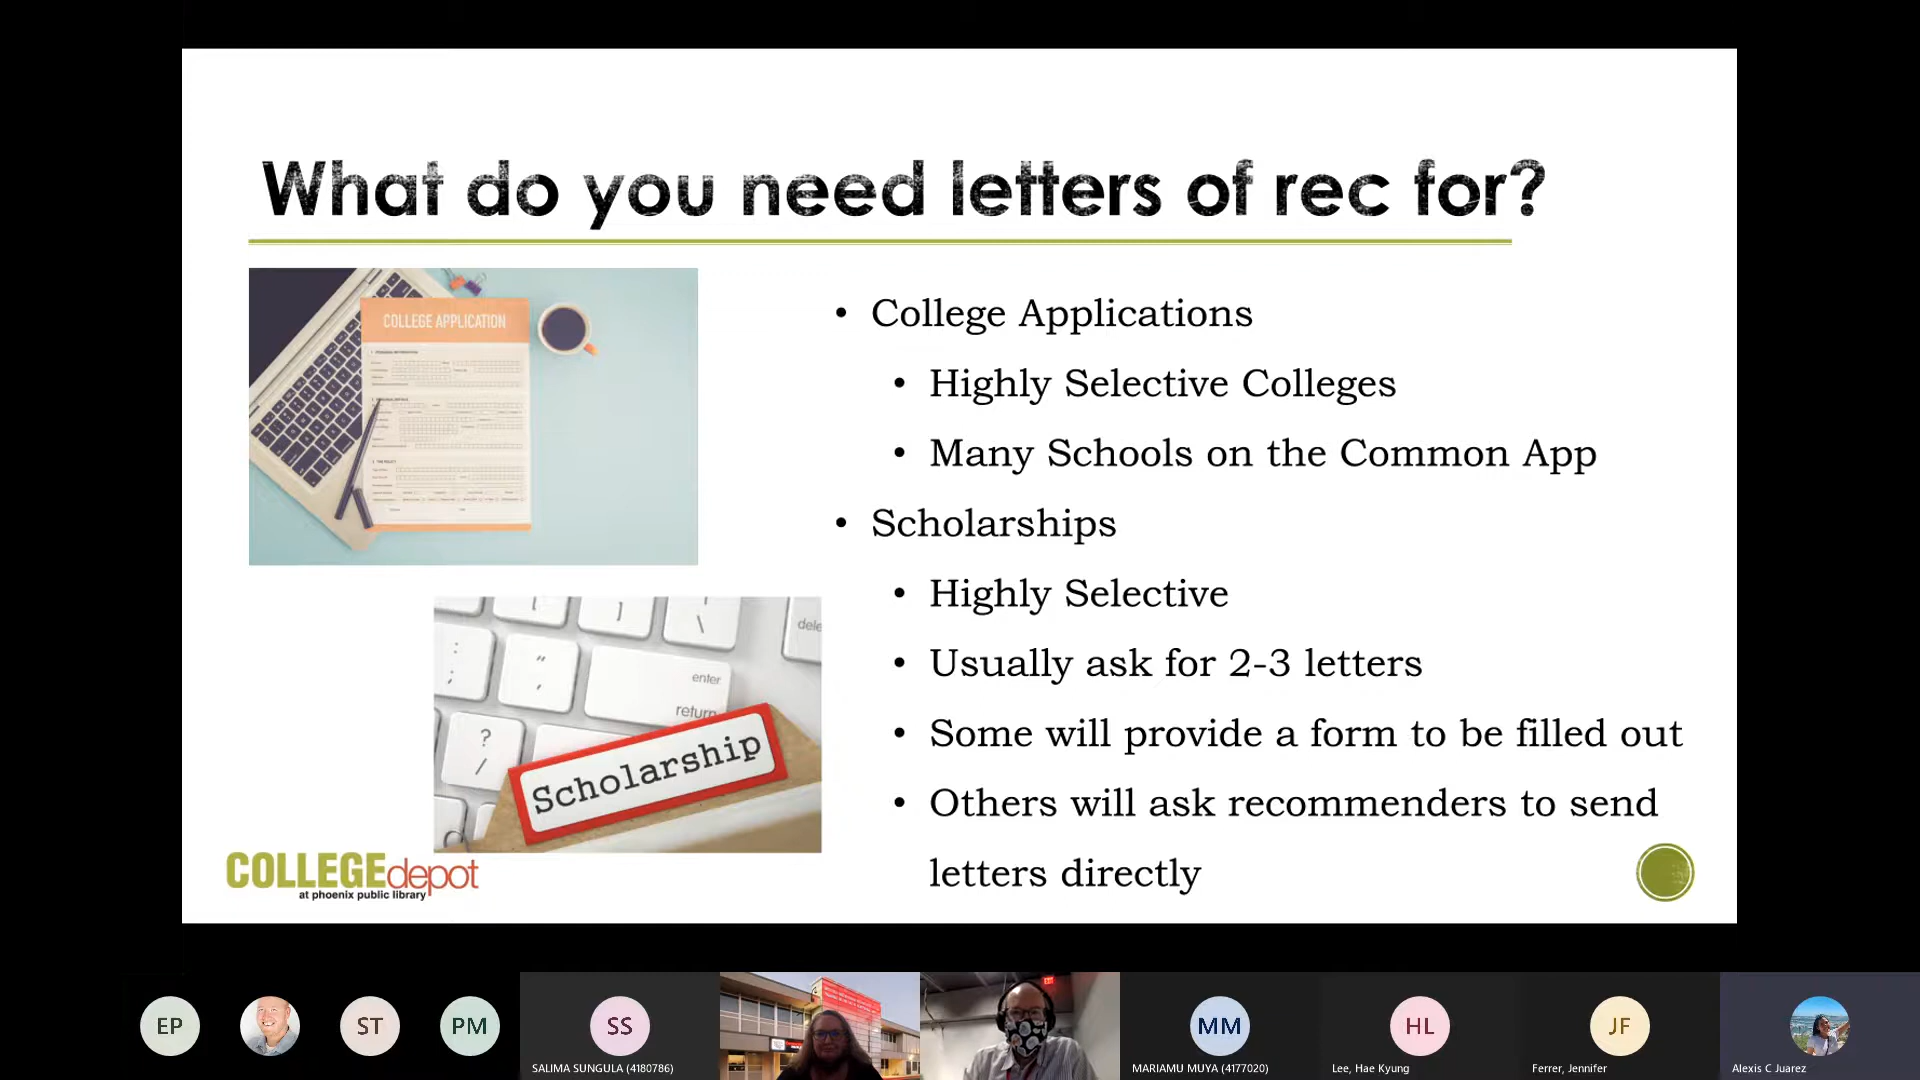 What do you need letters of rec for?
COLLEGE APPLICATION
• College Applications
• Highly Selective Colleges
• Many Schools on the Common App
• Scholarships
• Highly Selective
• Usually ask for 2-3 letters
• Some will provide a form to be filled out
• Others will ask recommenders to send
letters directly
dele
enter
return
Scholarship
COLLEGEdepot
at phoenix public library
EP
ST
PM
SS
MM
HL
JF
SALIMA SUNGULA (4180786)
MARIAMU MUYA (4177020)
Lee, Hae Kyung
Ferrer, Jennifer
Alexis C Juarez